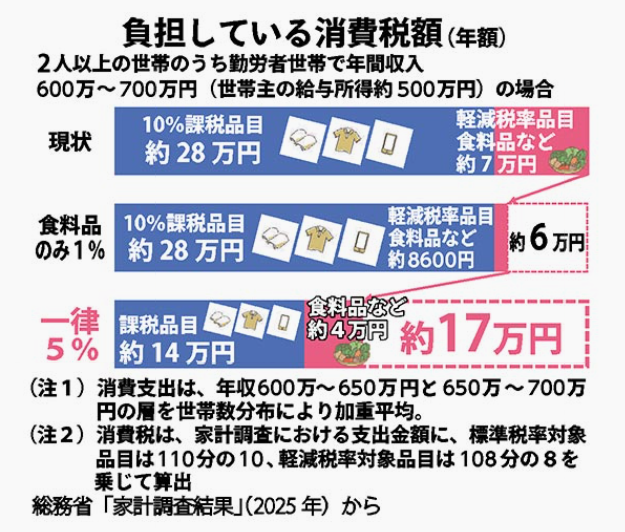 負担している消費税額(年額)
2人以上の世帯のうち勤労者世帯で年間収入
600万〜700万円(世帯主の給与所得約500万円)の場合
現状
10%課税品目
約28万円
軽減税率品目
食料品など
約7万円
食料品
のみ1%
10%課税品目
約28万円
軽減税率品目
食料品など
約8600円
約6万円
一律
5%
課税品目
約14万円
食料品など
約4万円
約17万円
(注1)消費支出は、年収600万〜650万円と650万〜700万
円の層を世帯数分布により加重平均。
(注2)消費税は、家計調査における支出金額に、標準税率対象
品目は110分の10、軽減税率対象品目は108分の8を
乗じて算出
総務省「家計調査結果」(2025年)から